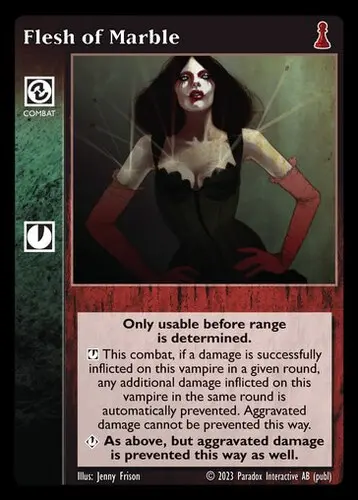 Flesh of Marble
COMBAT
Only usable before range
is determined.
This combat, if a damage is successfully
inflicted on this vampire in a given round,
any additional damage inflicted on this
vampire in the same round is
automatically prevented. Aggravated
damage cannot be prevented this way.
As above, but aggravated damage
is prevented this way as well.
Illus: Jenny Frison
© 2023 Paradox Interactive AB (publ)